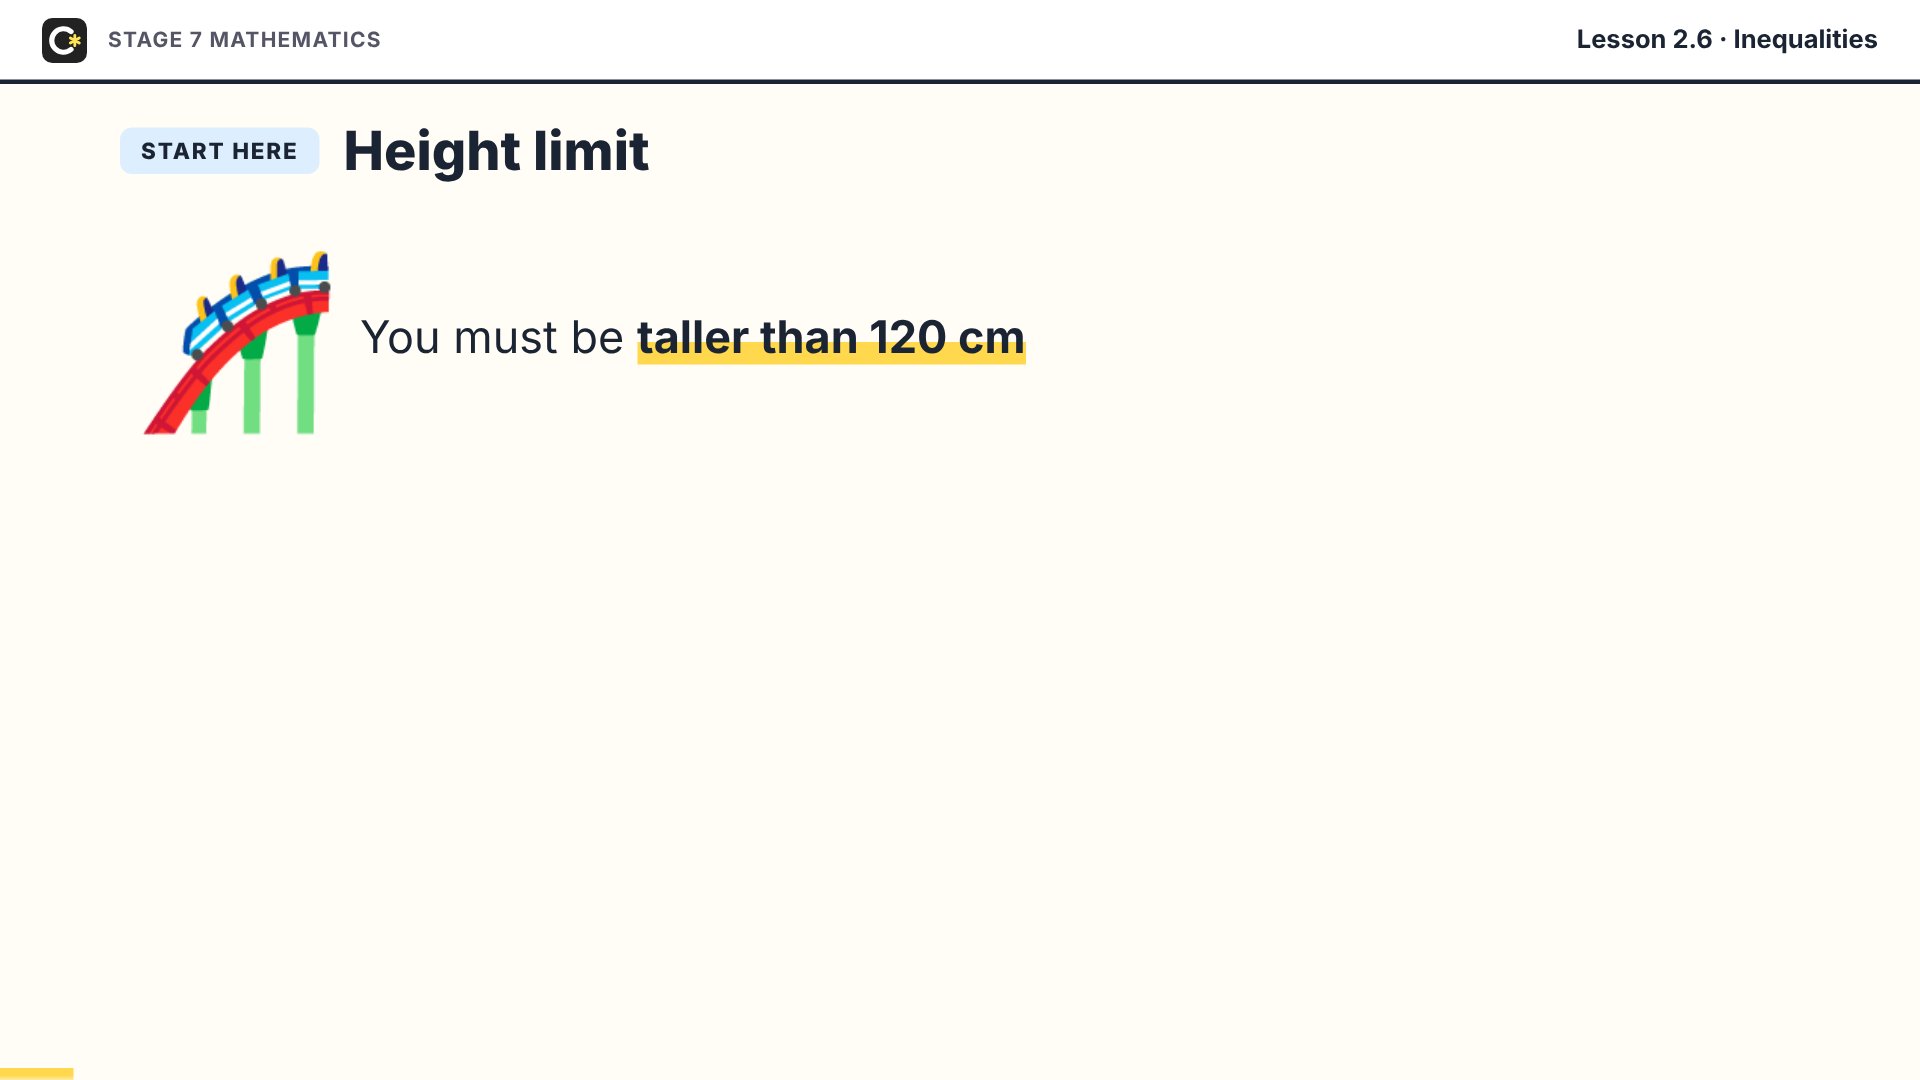 STAGE 7 MATHEMATICS
Lesson 2.6 · Inequalities
START HERE
Height limit
You must be taller than 120 cm